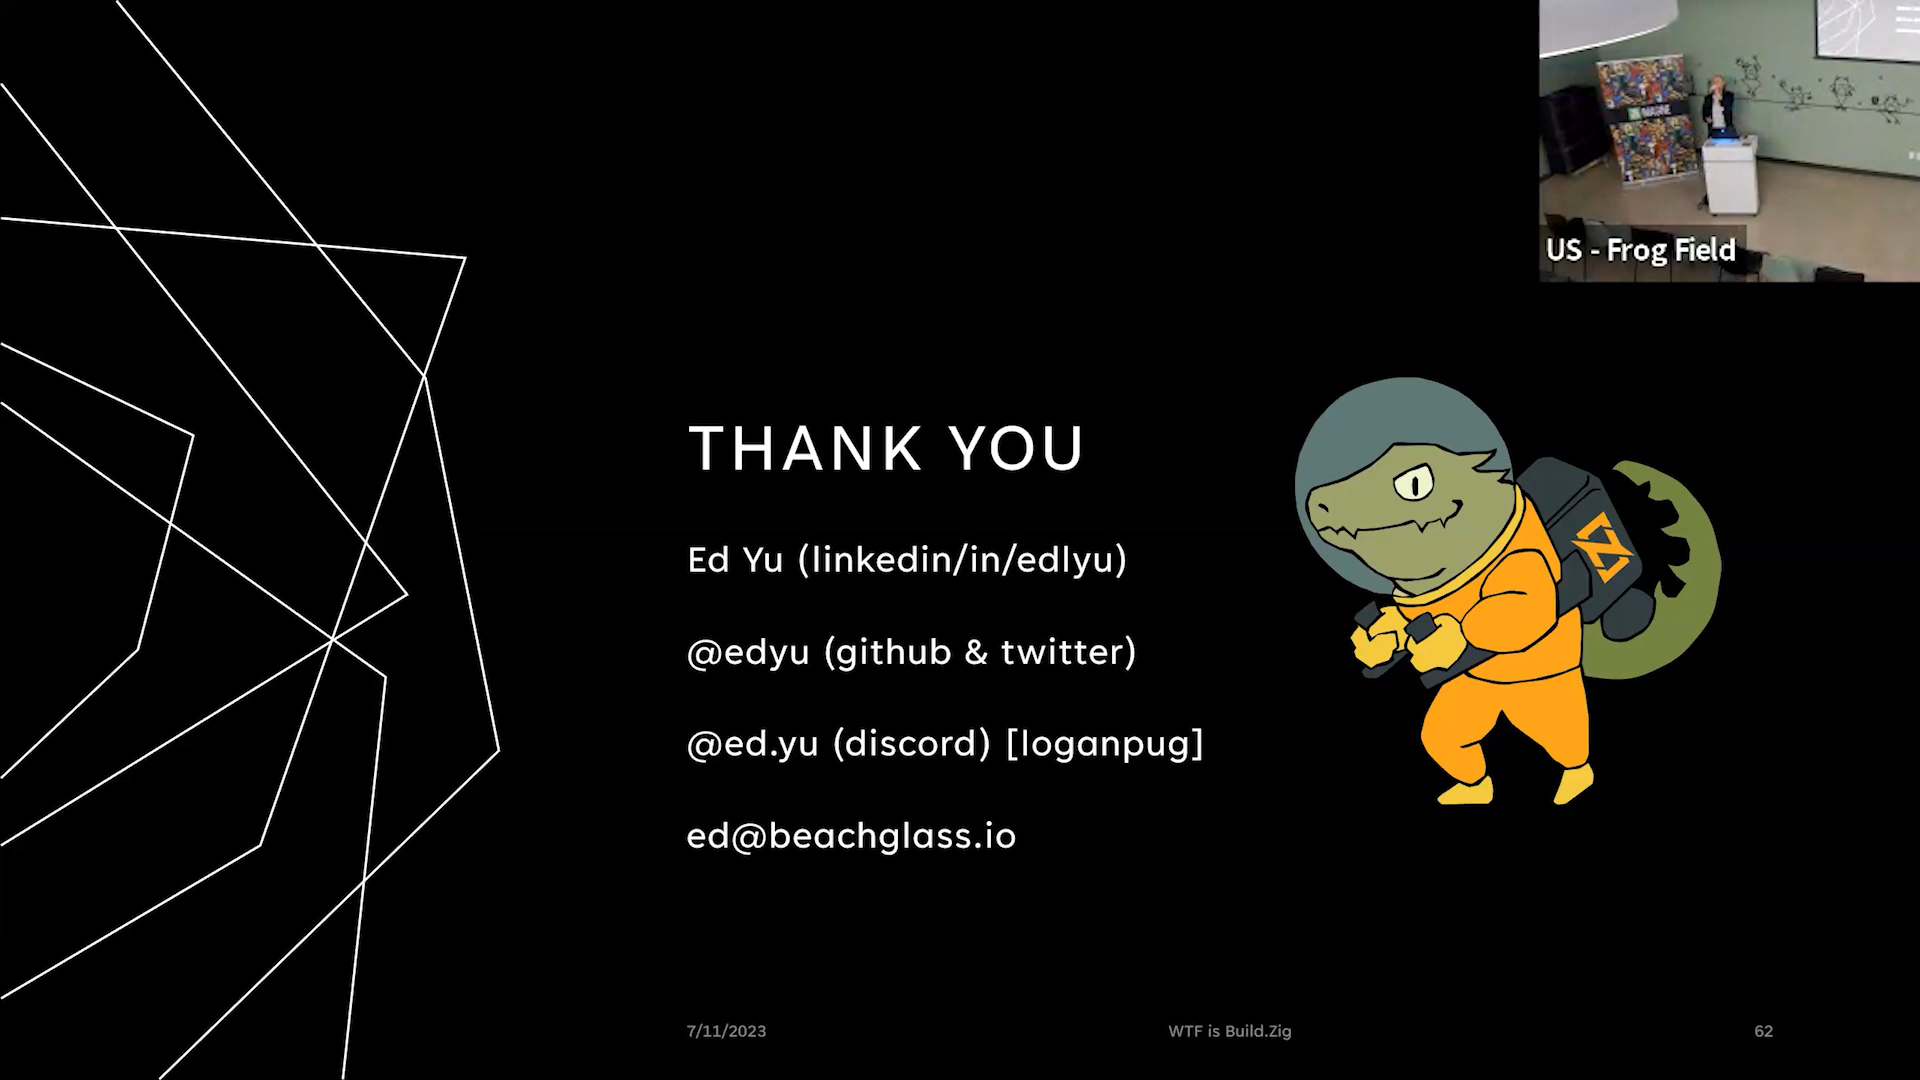 US - Frog Field
THANK YOU
Ed Yu (linkedin/in/edlyu)
@edyu (github & twitter)
@ed.yu (discord) [loganpug]
ed@beachglass.io
7/11/2023
WTF is Build.Zig
62